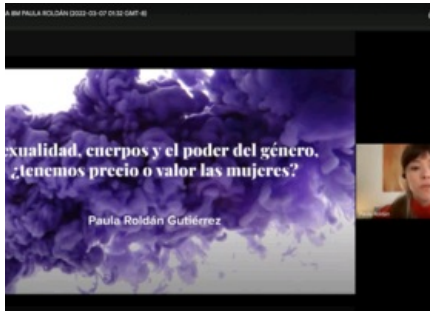 A 8M PAULA ROLDÁN (2022-03-07 01:32 GMT-6)
exualidad, cuerpos y el poder del género,
¿tenemos precio o valor las mujeres?
Paula Roldán Gutiérrez